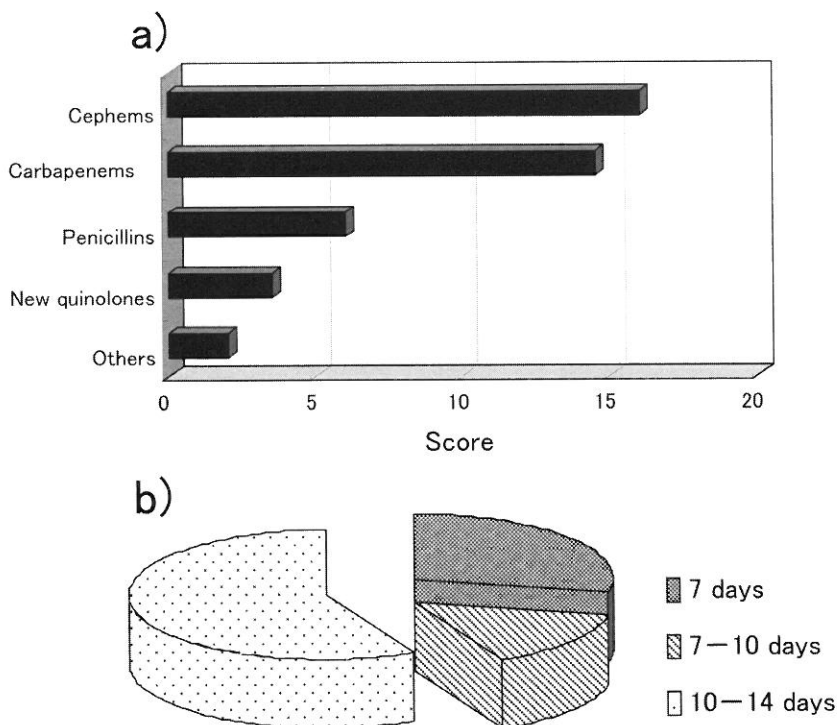 a)
Cephems
Carbapenems
Penicillins
New quinolones
Others
0 5 10 15 20
Score
b)
7 days
7－10 days
10－14 days